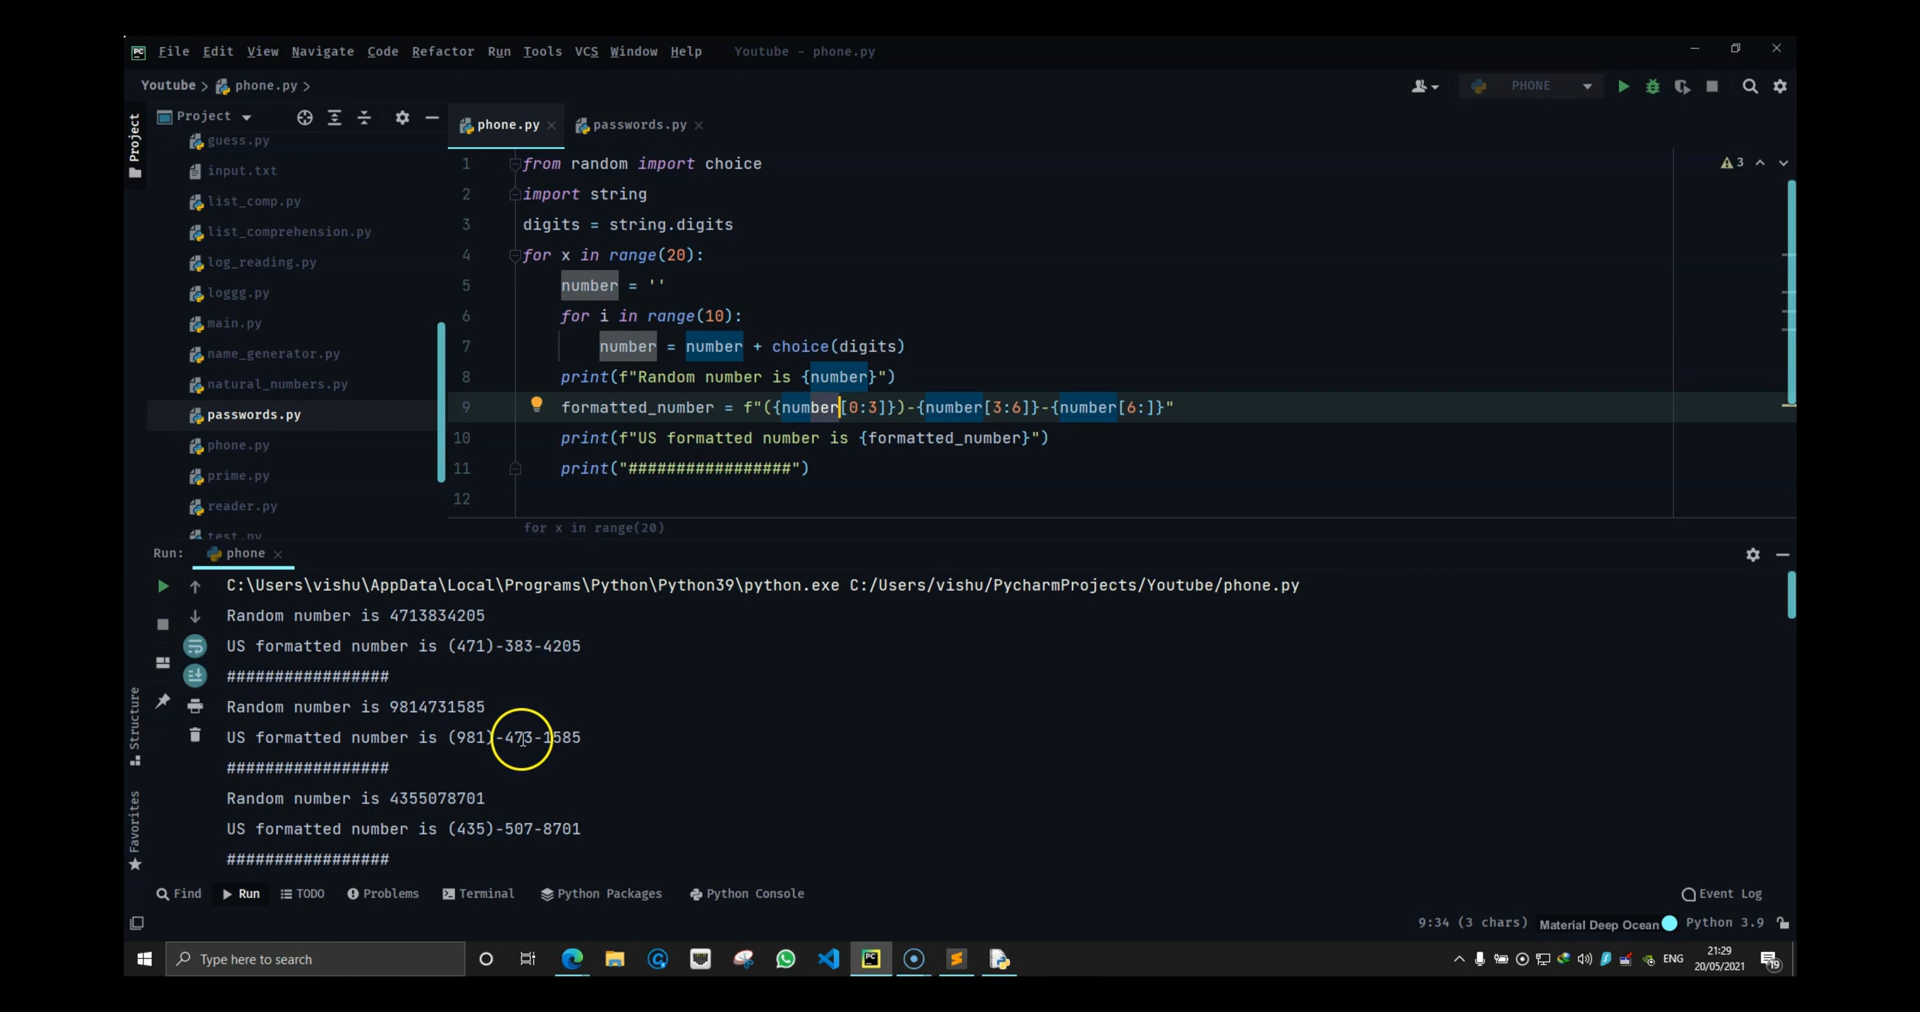 File Edit View Navigate Code Refactor Run Tools VCS Window Help Youtube - phone.py
Youtube > phone.py >
PHONE
Project
Project
phone.py
passwords.py
guess.py
input.txt
list_comp.py
list_comprehension.py
log_reading.py
loggg.py
main.py
name_generator.py
natural_numbers.py
passwords.py
phone.py
prime.py
reader.py
test.py
3
1 from random import choice
2 import string
3 digits = string.digits
4 for x in range(20):
5 number = ''
6 for i in range(10):
7 number = number + choice(digits)
8 print(f"Random number is {number}")
9 formatted_number = f"({number[0:3]})-{number[3:6]}-{number[6:]}"
10 print(f"US formatted number is {formatted_number}")
11 print("#################")
12
for x in range(20)
Run: phone
C:\Users\vishu\AppData\Local\Programs\Python\Python39\python.exe C:/Users/vishu/PycharmProjects/Youtube/phone.py
Random number is 4713834205
US formatted number is (471)-383-4205
#################
Random number is 9814731585
US formatted number is (981)-473-1585
#################
Random number is 4355078701
US formatted number is (435)-507-8701
#################
Structure
Favorites
Find Run TODO Problems Terminal Python Packages Python Console Event Log
9:34 (3 chars) Material Deep Ocean Python 3.9
Type here to search
ENG
21:29
20/05/2021
19